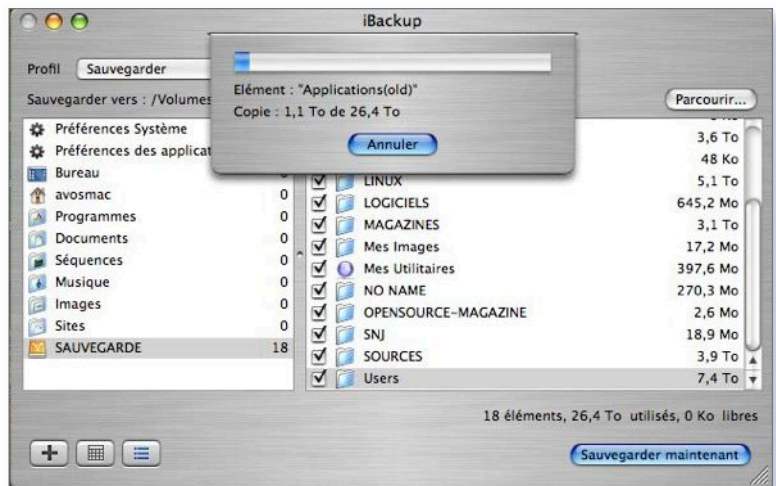 iBackup
Profil Sauvegarder
Elément : "Applications(old)"
Sauvegarder vers : /Volumes
Copie : 1,1 To de 26,4 To
Parcourir...
Annuler
Préférences Système
Préférences des applicat
Bureau 0
avosmac 0
Programmes 0
Documents 0
Séquences 0
Musique 0
Images 0
Sites 0
SAUVEGARDE 18
3,6 To
48 Ko
LINUX 5,1 To
LOGICIELS 645,2 Mo
MAGAZINES 3,1 To
Mes Images 17,2 Mo
Mes Utilitaires 397,6 Mo
NO NAME 270,3 Mo
OPENSOURCE-MAGAZINE 2,6 Mo
SNJ 18,9 Mo
SOURCES 3,9 To
Users 7,4 To
18 éléments, 26,4 To utilisés, 0 Ko libres
Sauvegarder maintenant